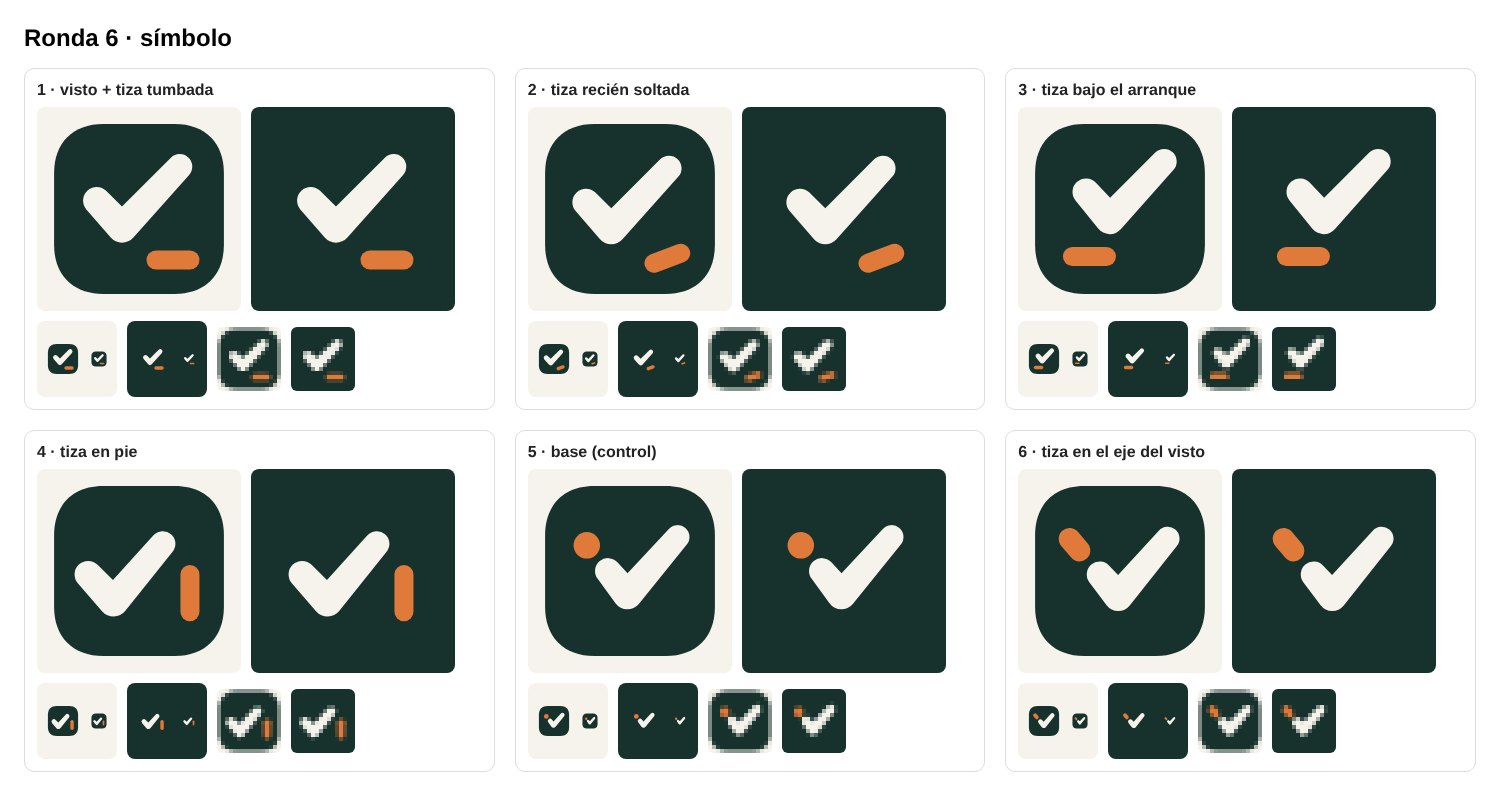 Ronda 6 · símbolo
1 · visto + tiza tumbada
2 · tiza recién soltada
3 · tiza bajo el arranque
4 · tiza en pie
5 · base (control)
6 · tiza en el eje del visto